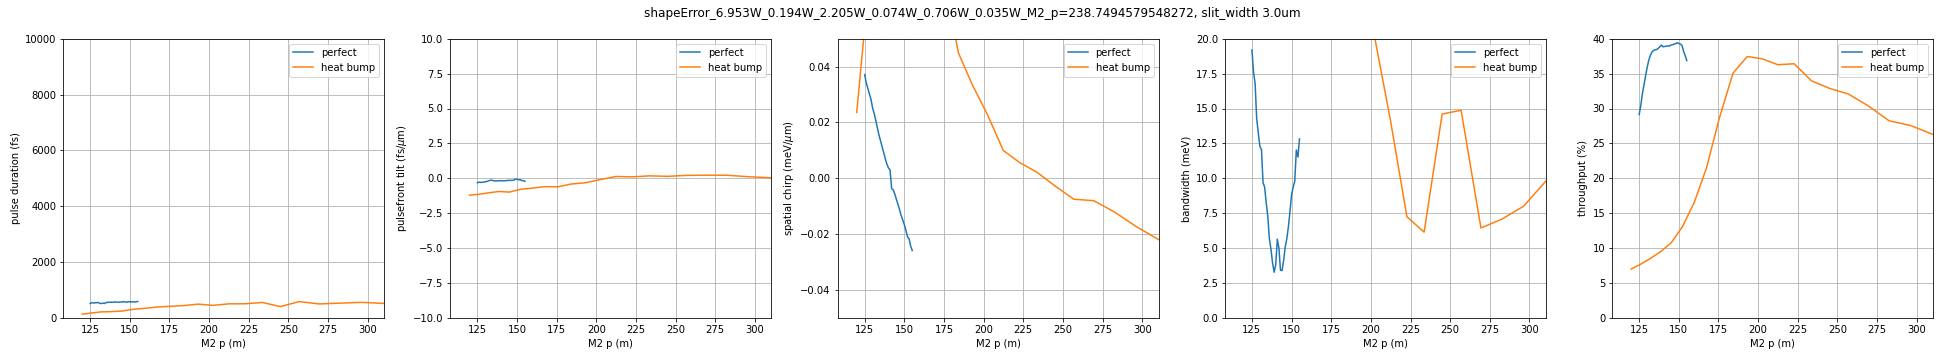 shapeError_6.953W_0.194W_2.205W_0.074W_0.706W_0.035W_M2_p=238.7494579548272, slit_width 3.0um
pulse duration (fs)
10000
8000
6000
4000
2000
0
125 150 175 200 225 250 275 300
M2 p (m)
perfect
heat bump
pulsefront tilt (fs/μm)
10.0
7.5
5.0
2.5
0.0
−2.5
−5.0
−7.5
−10.0
125 150 175 200 225 250 275 300
M2 p (m)
perfect
heat bump
spatial chirp (meV/μm)
0.04
0.02
0.00
−0.02
−0.04
125 150 175 200 225 250 275 300
M2 p (m)
perfect
heat bump
bandwidth (meV)
20.0
17.5
15.0
12.5
10.0
7.5
5.0
2.5
0.0
125 150 175 200 225 250 275 300
M2 p (m)
perfect
heat bump
throughput (%)
40
35
30
25
20
15
10
5
0
125 150 175 200 225 250 275 300
M2 p (m)
perfect
heat bump